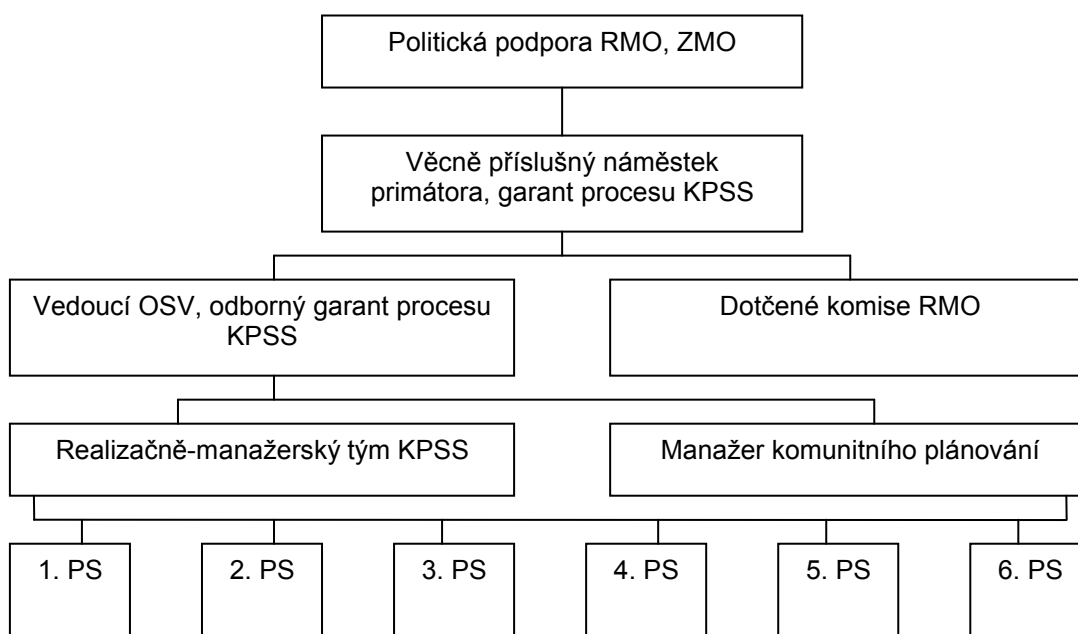 Politická podpora RMO, ZMO
Věcně příslušný náměstek
primátora, garant procesu KPSS
Vedoucí OSV, odborný garant procesu
KPSS
Dotčené komise RMO
Realizačně-manažerský tým KPSS
Manažer komunitního plánování
1. PS
2. PS
3. PS
4. PS
5. PS
6. PS